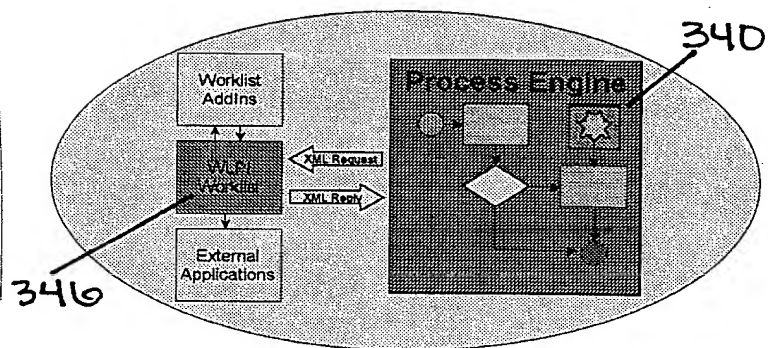 340
Process Engine
Worklist
AddIns
XML Request
WLPI
Worklist
XML Reply
External
Applications
346